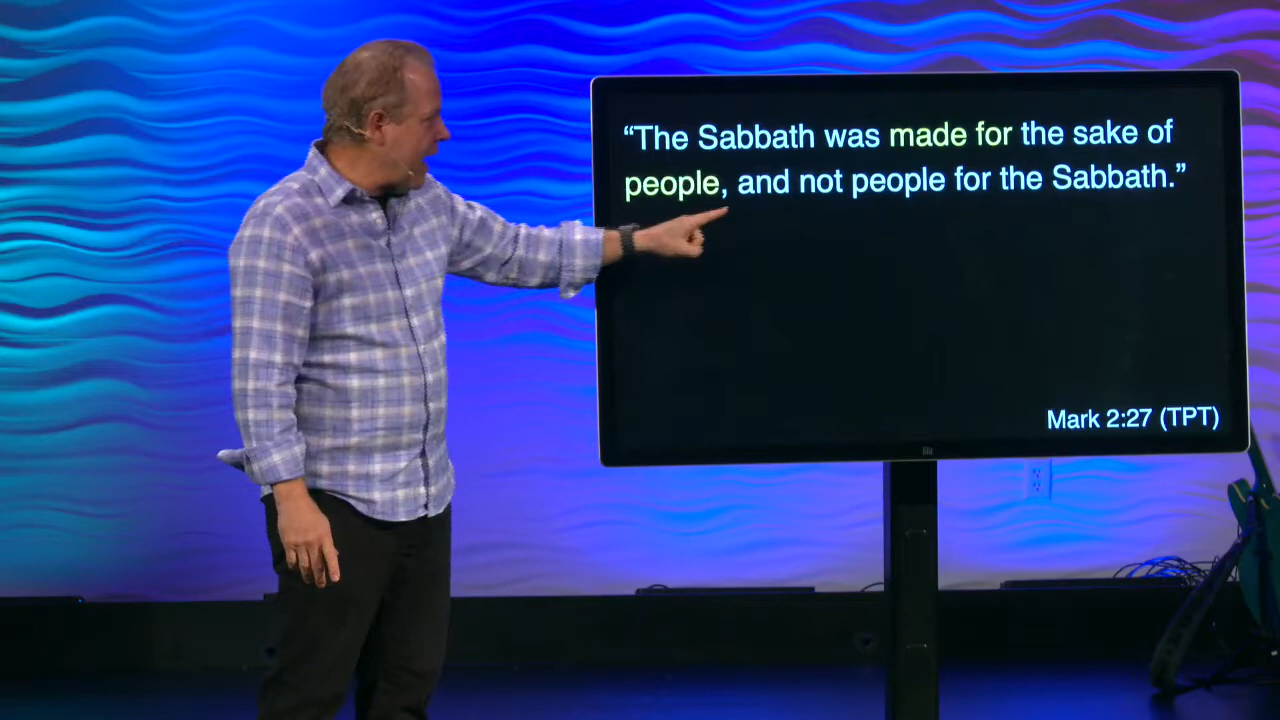 “The Sabbath was made for the sake of
people, and not people for the Sabbath.”
Mark 2:27 (TPT)
elo